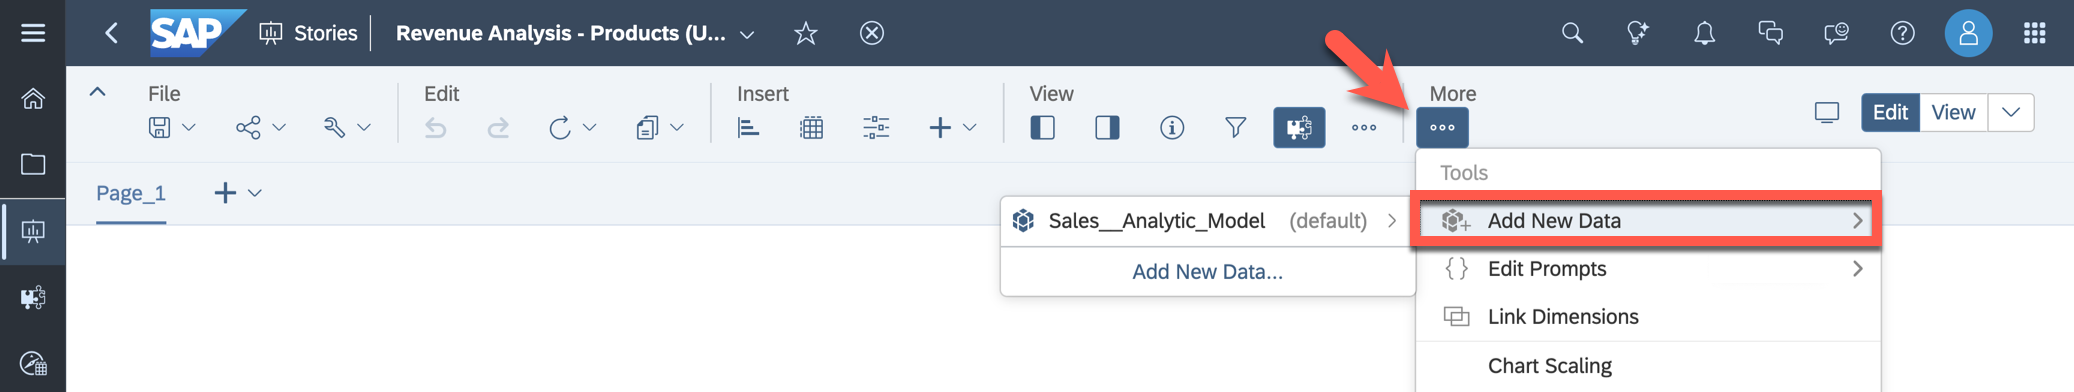 SAP Stories Revenue Analysis - Products (U...
File Edit Insert View More
Edit View
Page_1
Tools
Sales__Analytic_Model (default)
Add New Data
Add New Data...
Edit Prompts
Link Dimensions
Chart Scaling